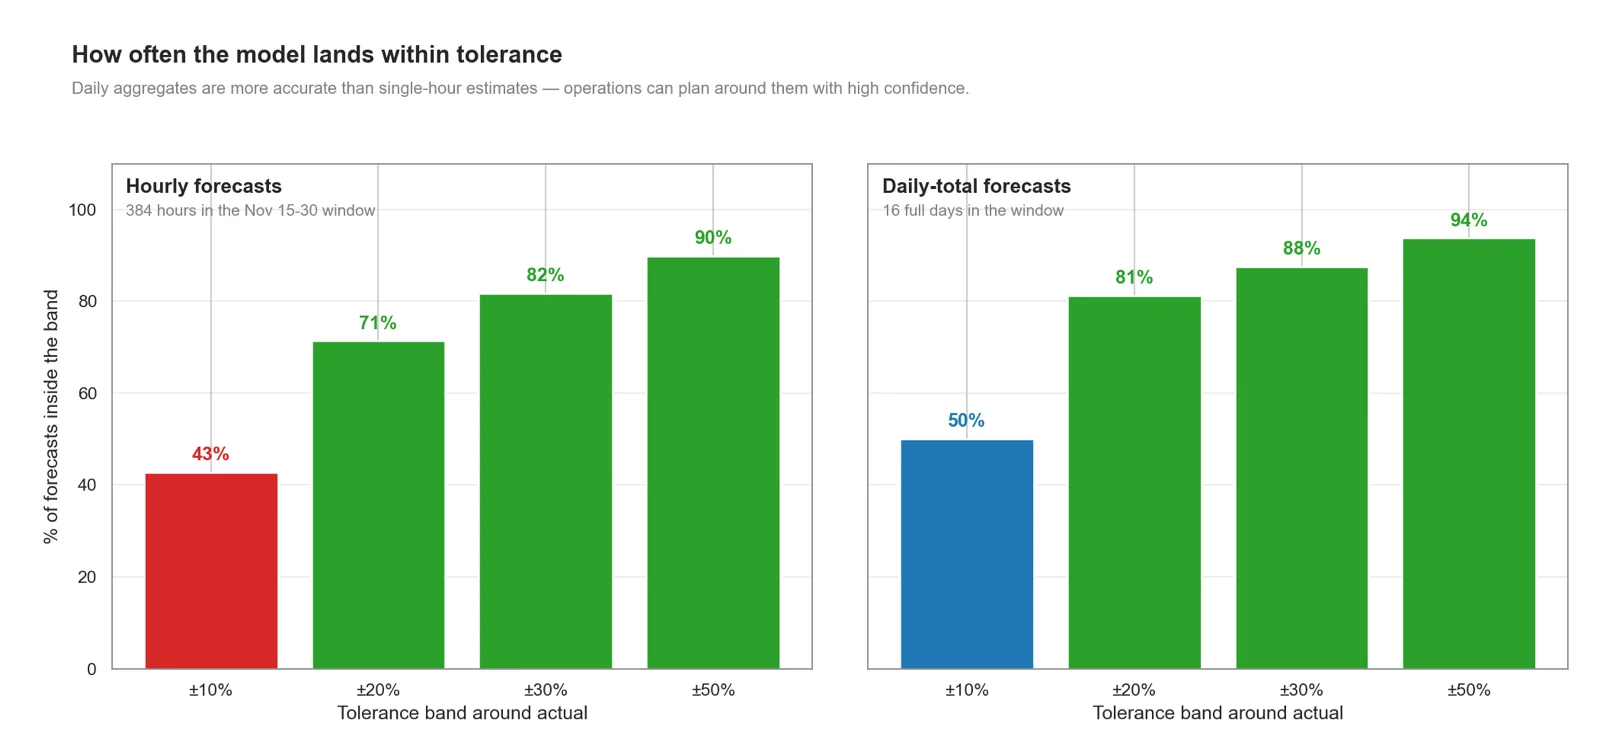 How often the model lands within tolerance
Daily aggregates are more accurate than single-hour estimates — operations can plan around them with high confidence.
Hourly forecasts
384 hours in the Nov 15-30 window
% of forecasts inside the band
100
80
60
40
20
0
43%
71%
82%
90%
±10%
±20%
±30%
±50%
Tolerance band around actual
Daily-total forecasts
16 full days in the window
50%
81%
88%
94%
±10%
±20%
±30%
±50%
Tolerance band around actual